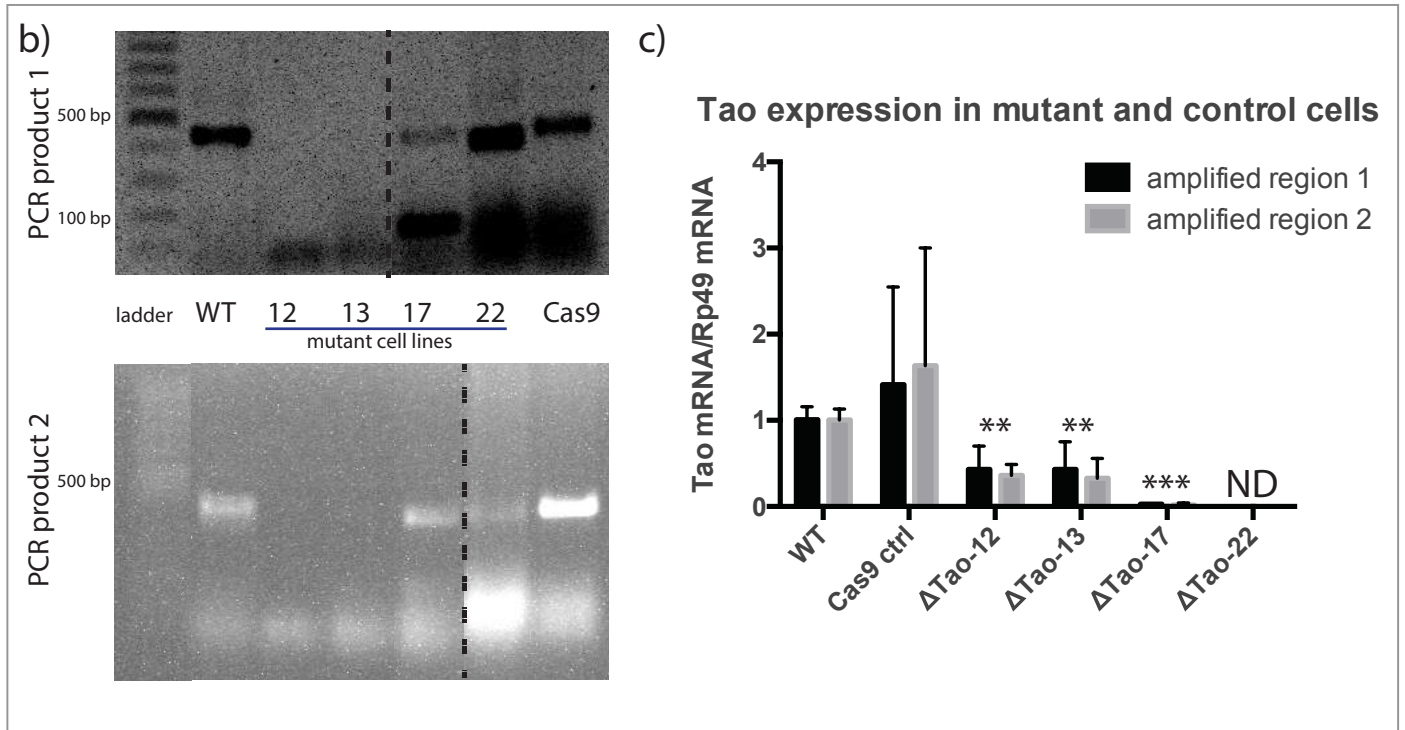 b)
PCR product 1
500 bp
100 bp
ladder WT 12 13 17 22 Cas9
mutant cell lines
PCR product 2
500 bp
c)
Tao expression in mutant and control cells
amplified region 1
amplified region 2
Tao mRNA/Rp49 mRNA
4
3
2
1
0
** ** *** ND
WT Cas9 ctrl ΔTao-12 ΔTao-13 ΔTao-17 ΔTao-22